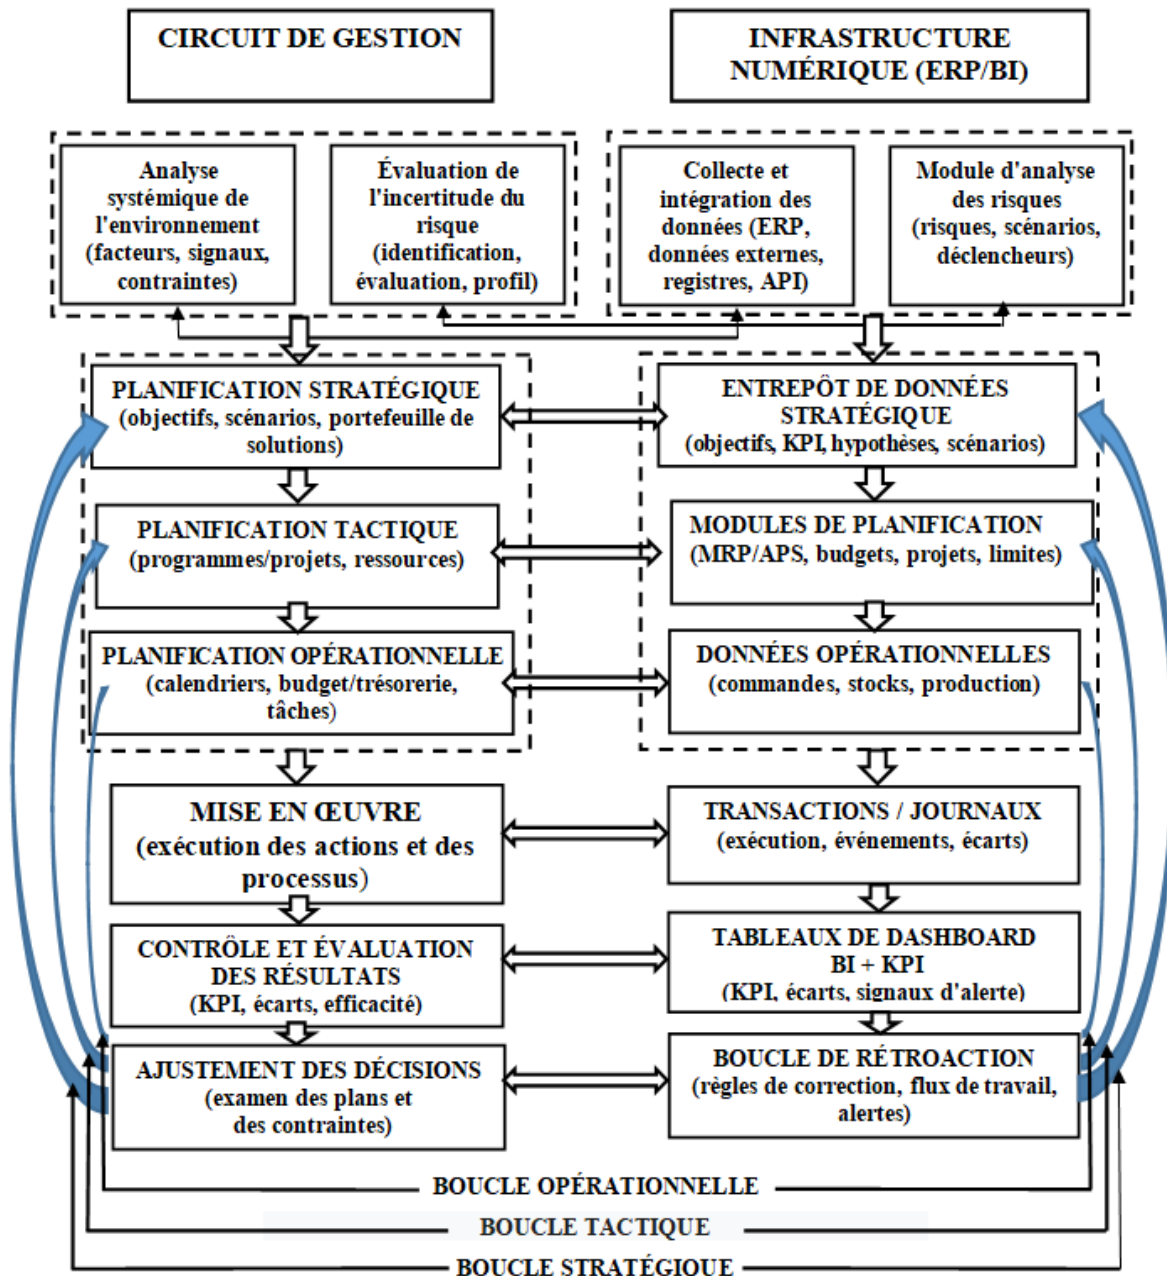 CIRCUIT DE GESTION
INFRASTRUCTURE
NUMÉRIQUE (ERP/BI)
Analyse
systémique de
l'environnement
(facteurs, signaux,
contraintes)
Évaluation de
l'incertitude du
risque
(identification,
évaluation, profil)
Collecte et
intégration des
données (ERP,
données externes,
registres, API)
Module d'analyse
des risques
(risques, scénarios,
déclencheurs)
PLANIFICATION STRATÉGIQUE
(objectifs, scénarios, portefeuille de
solutions)
ENTREPÔT DE DONNÉES
STRATÉGIQUE
(objectifs, KPI, hypothèses, scénarios)
PLANIFICATION TACTIQUE
(programmes/projets, ressources)
MODULES DE PLANIFICATION
(MRP/APS, budgets, projets, limites)
PLANIFICATION OPÉRATIONNELLE
(calendriers, budget/trésorerie,
tâches)
DONNÉES OPÉRATIONNELLES
(commandes, stocks, production)
MISE EN ŒUVRE
(exécution des actions et des
processus)
TRANSACTIONS / JOURNAUX
(exécution, événements, écarts)
CONTRÔLE ET ÉVALUATION
DES RÉSULTATS
(KPI, écarts, efficacité)
TABLEAUX DE DASHBOARD
BI + KPI
(KPI, écarts, signaux d'alerte)
AJUSTEMENT DES DÉCISIONS
(examen des plans et
des contraintes)
BOUCLE DE RÉTROACTION
(règles de correction, flux de travail,
alertes)
BOUCLE OPÉRATIONNELLE
BOUCLE TACTIQUE
BOUCLE STRATÉGIQUE